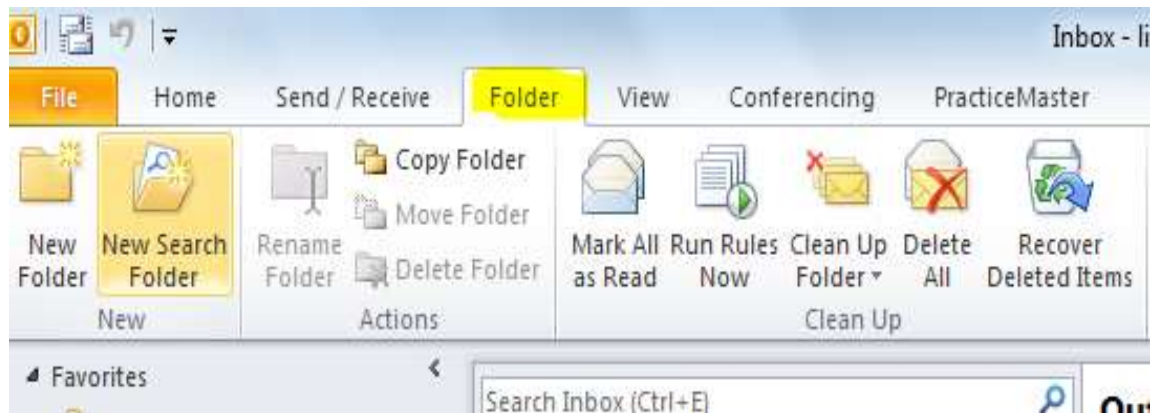 Inbox - li
File Home Send / Receive Folder View Conferencing PracticeMaster
New Folder
New Search Folder
Rename Folder
Copy Folder
Move Folder
Delete Folder
Mark All as Read
Run Rules Now
Clean Up Folder
Delete All
Recover Deleted Items
New Actions Clean Up
Favorites
Search Inbox (Ctrl+E)